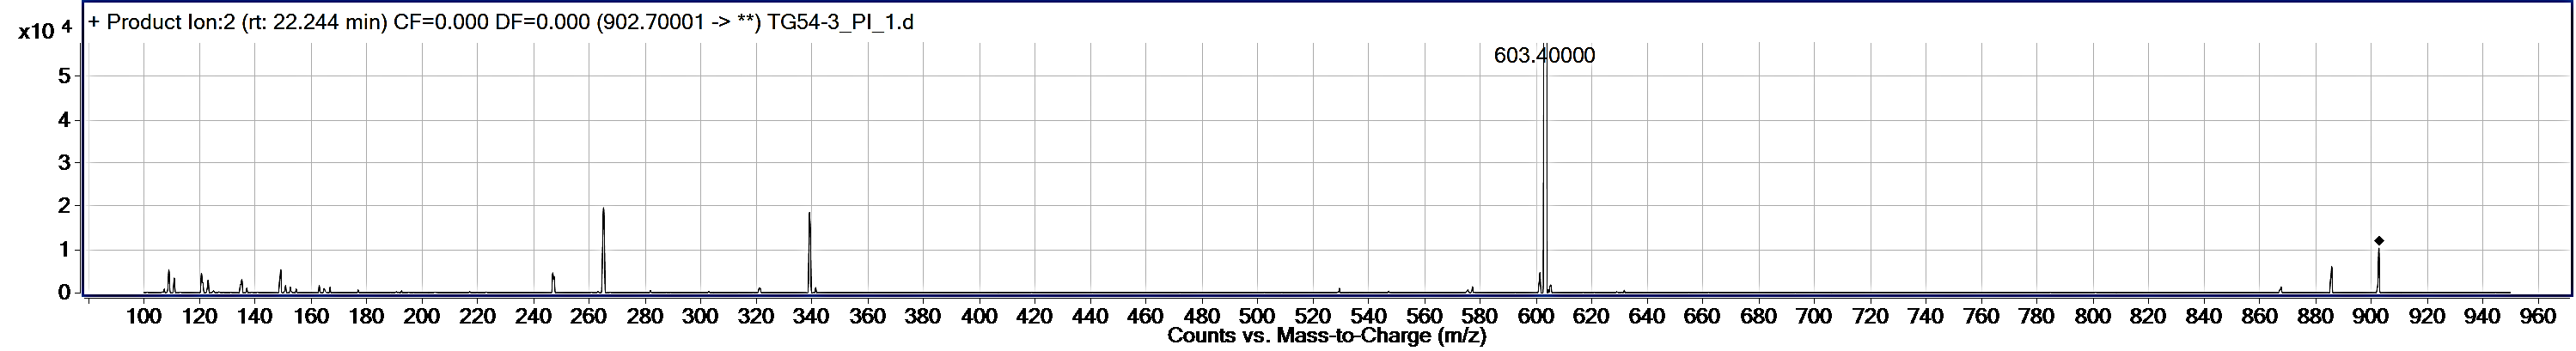 + Product Ion:2 (rt: 22.244 min) CF=0.000 DF=0.000 (902.70001 -> **) TG54-3_PI_1.d
x10 4
603.40000
5
4
3
2
1
0
100 120 140 160 180 200 220 240 260 280 300 320 340 360 380 400 420 440 460 480 500 520 540 560 580 600 620 640 660 680 700 720 740 760 780 800 820 840 860 880 900 920 940 960
Counts vs. Mass-to-Charge (m/z)